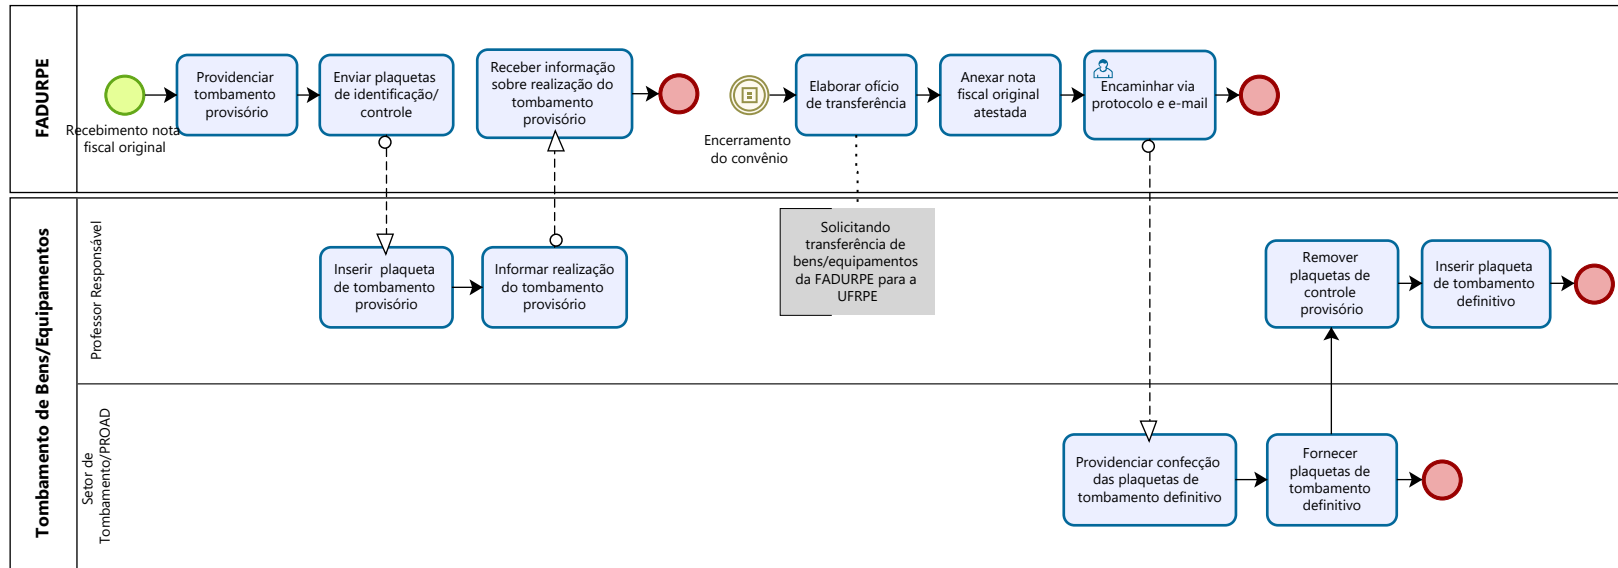 FADURPE
Recebimento nota
fiscal original
Providenciar
tombamento
provisório
Enviar plaquetas
de identificação/
controle
Receber informação
sobre realização do
tombamento
provisório
Encerramento
do convênio
Elaborar ofício
de transferência
Anexar nota
fiscal original
atestada
Encaminhar via
protocolo e e-mail
Tombamento de Bens/Equipamentos
Professor Responsável
Inserir plaqueta
de tombamento
provisório
Informar realização
do tombamento
provisório
Solicitando
transferência de
bens/equipamentos
da FADURPE para a
UFRPE
Remover
plaquetas de
controle
provisório
Inserir plaqueta
de tombamento
definitivo
Setor de
Tombamento/PROAD
Providenciar confecção
das plaquetas de
tombamento definitivo
Fornecer
plaquetas de
tombamento
definitivo